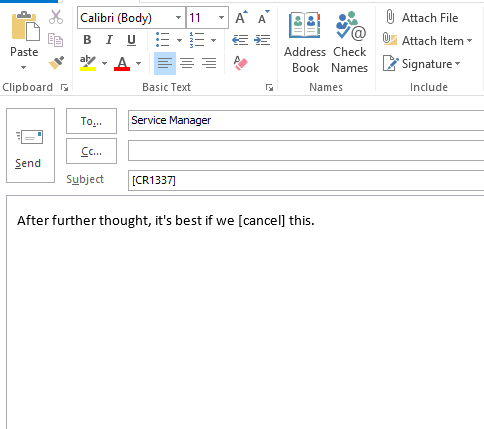 Calibri (Body) 11
Paste
B I U
ab A A
Clipboard
Basic Text
Address Book
Check Names
Names
Attach File
Attach Item
Signature
Include
Send
To...
Service Manager
Cc...
Subject
[CR1337]
After further thought, it's best if we [cancel] this.